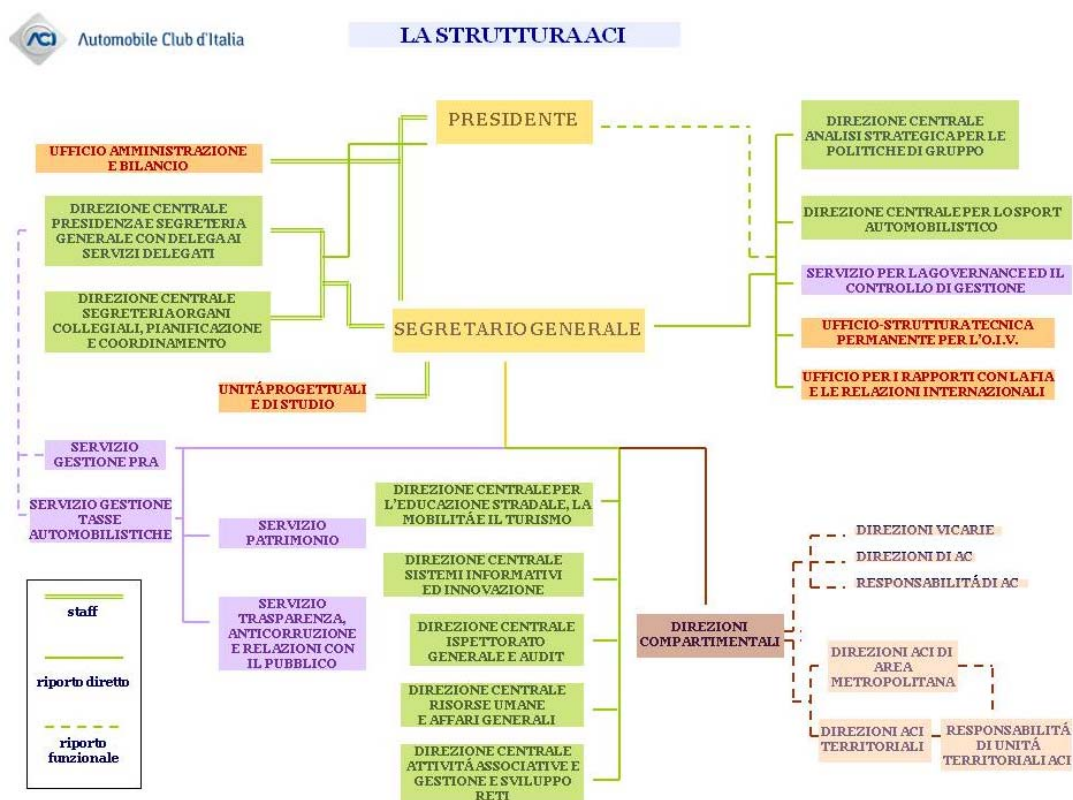 ACI Automobile Club d'Italia
LA STRUTTURA ACI
PRESIDENTE
UFFICIO AMMINISTRAZIONE
E BILANCIO
DIREZIONE CENTRALE
PRESIDENZA E SEGRETERIA
GENERALE CON DELEGA AI
SERVIZI DELEGATI
DIREZIONE CENTRALE
SEGRETERIA ORGANI
COLLEGIALI, PIANIFICAZIONE
E COORDINAMENTO
SEGRETARIO GENERALE
UNITÁ PROGETTUALI
E DI STUDIO
DIREZIONE CENTRALE
ANALISI STRATEGICA PER LE
POLITICHE DI GRUPPO
DIREZIONE CENTRALE PER LO SPORT
AUTOMOBILISTICO
SERVIZIO PER LA GOVERNANCE ED IL
CONTROLLO DI GESTIONE
UFFICIO-STRUTTURA TECNICA
PERMANENTE PER L'O.I.V.
UFFICIO PER I RAPPORTI CON LA FIA
E LE RELAZIONI INTERNAZIONALI
SERVIZIO
GESTIONE PRA
SERVIZIO GESTIONE
TASSE
AUTOMOBILISTICHE
SERVIZIO
PATRIMONIO
SERVIZIO
TRASPARENZA,
ANTICORRUZIONE
E RELAZIONI CON
IL PUBBLICO
DIREZIONE CENTRALE PER
L'EDUCAZIONE STRADALE, LA
MOBILITÁ E IL TURISMO
DIREZIONE CENTRALE
SISTEMI INFORMATIVI
ED INNOVAZIONE
DIREZIONE CENTRALE
ISPETTORATO
GENERALE E AUDIT
DIREZIONE CENTRALE
RISORSE UMANE
E AFFARI GENERALI
DIREZIONE CENTRALE
ATTIVITÁ ASSOCIATIVE E
GESTIONE E SVILUPPO
RETI
DIREZIONI
COMPARTIMENTALI
DIREZIONI VICARIE
DIREZIONI DI AC
RESPONSABILITÁ DI AC
DIREZIONI ACI DI
AREA
METROPOLITANA
DIREZIONI ACI
TERRITORIALI
RESPONSABILITÁ
DI UNITÁ
TERRITORIALI ACI
staff
riporto diretto
riporto
funzionale